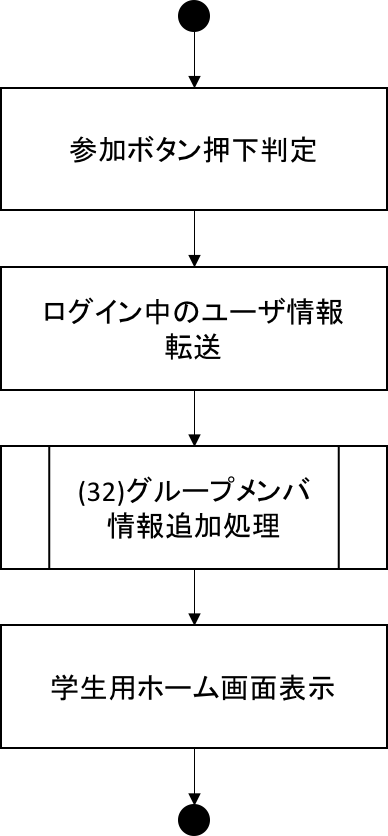 参加ボタン押下判定
ログイン中のユーザ情報
転送
(32)グループメンバ
情報追加処理
学生用ホーム画面表示